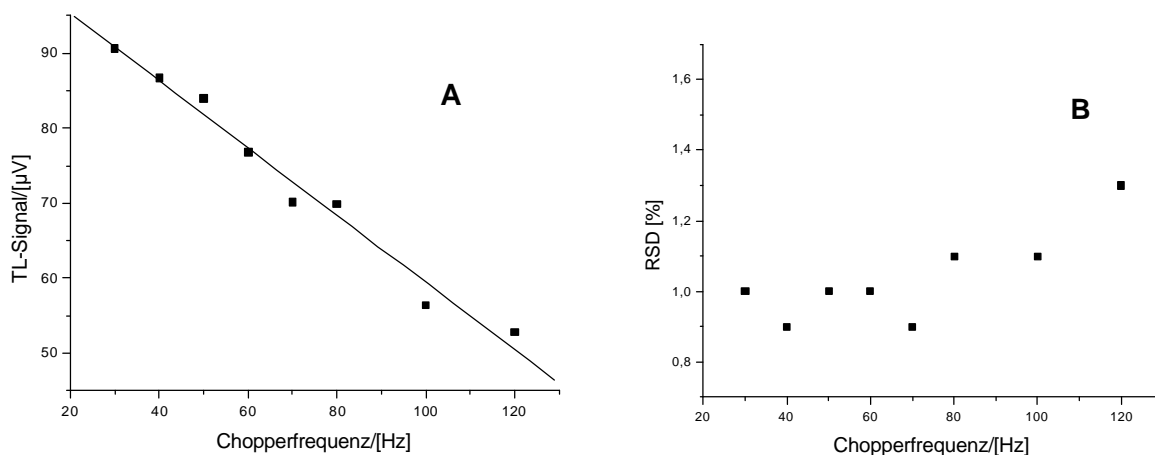 A
TL-Signal/[µV]
90
80
70
60
50
20 40 60 80 100 120
Chopperfrequenz/[Hz]
B
RSD [%]
1,6
1,4
1,2
1,0
0,8
20 40 60 80 100 120
Chopperfrequenz/[Hz]